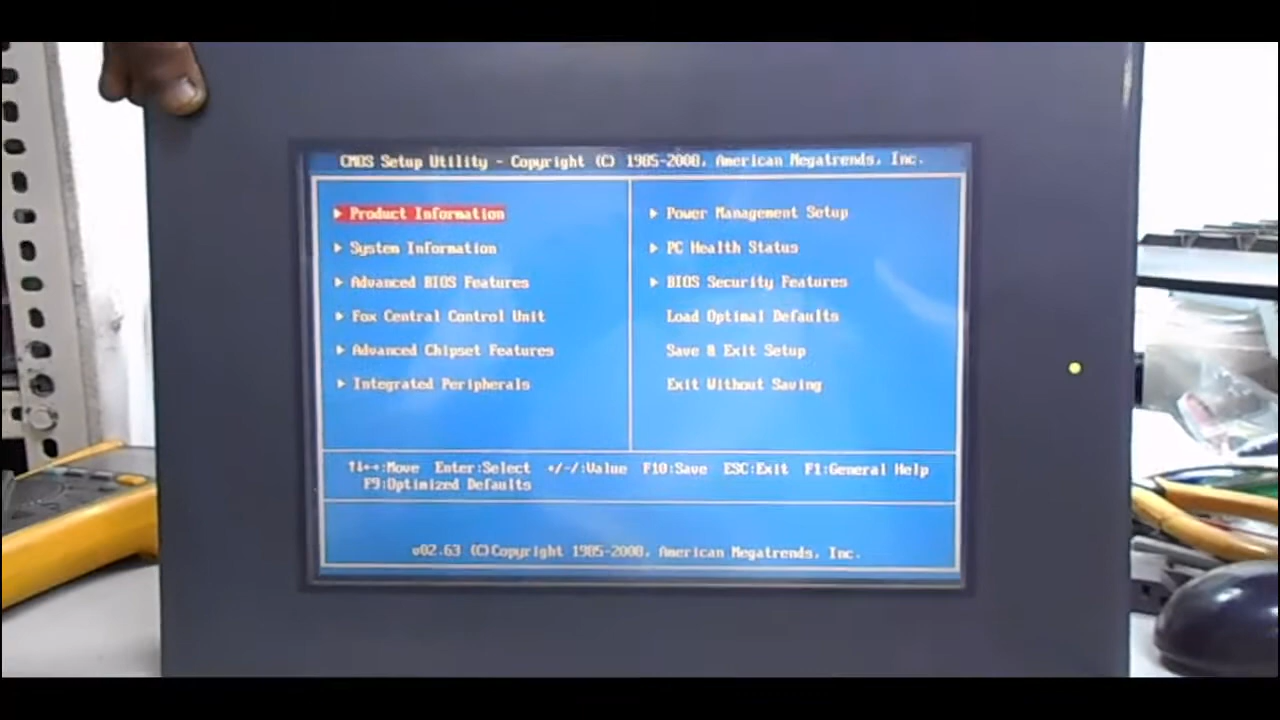 CMOS Setup Utility - Copyright (C) 1985-2008, American Megatrends, Inc.
Product Information
System Information
Advanced BIOS Features
Fox Central Control Unit
Advanced Chipset Features
Integrated Peripherals
Power Management Setup
PC Health Status
BIOS Security Features
Load Optimal Defaults
Save & Exit Setup
Exit Without Saving
↑↓←→:Move Enter:Select +/-/:Value F10:Save ESC:Exit F1:General Help
F9:Optimized Defaults
v02.63 (C)Copyright 1985-2008, American Megatrends, Inc.